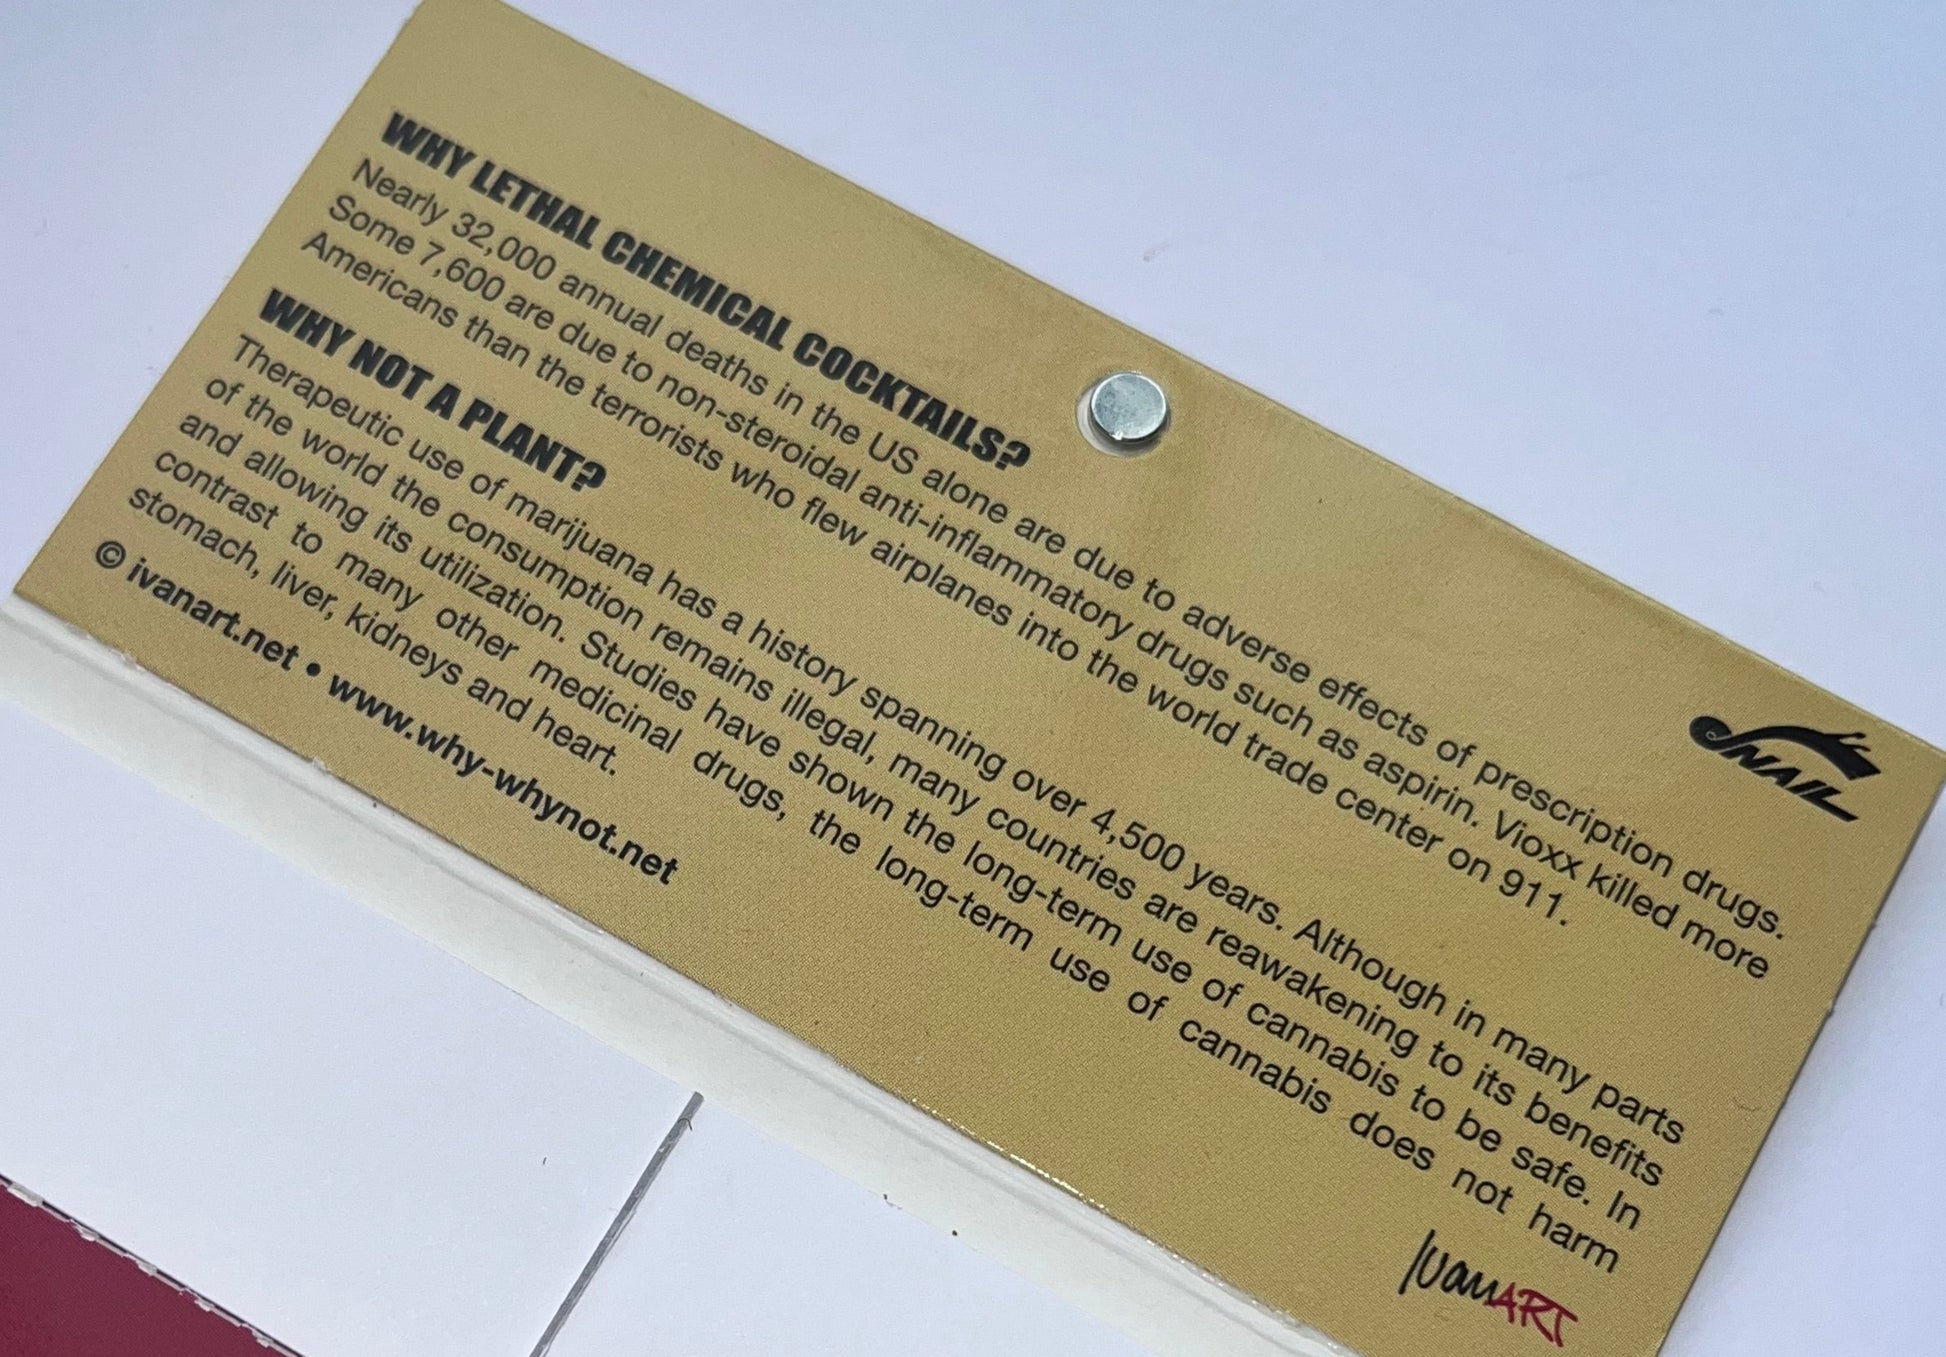 WHY LETHAL CHEMICAL COCKTAILS?
Nearly 32,000 annual deaths in the US alone are due to adverse effects of prescription drugs.
Some 7,600 are due to non-steroidal anti-inflammatory drugs such as aspirin. Vioxx killed more
Americans than the terrorists who flew airplanes into the world trade center on 911.
WHY NOT A PLANT?
Therapeutic use of marijuana has a history spanning over 4,500 years. Although in many parts
of the world the consumption remains illegal, many countries are reawakening to its benefits
and allowing its utilization. Studies have shown the long-term use of cannabis to be safe. In
contrast to many other medicinal drugs, the long-term use of cannabis does not harm
stomach, liver, kidneys and heart.
© ivanart.net • www.why-whynot.net
SNAIL
IvanART